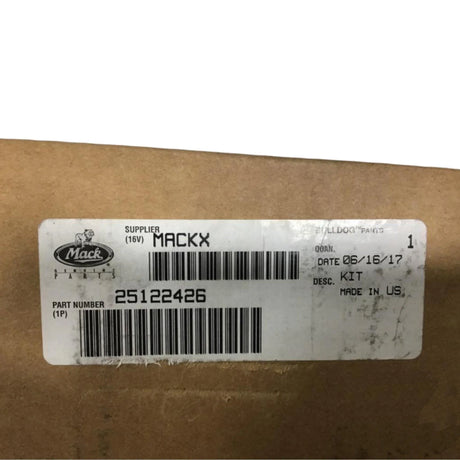 Mack
GENUINE
PARTS
SUPPLIER
(16V) MACKX
PART NUMBER
(1P) 25122426
BULLDOG™ PARTS
QUAN. 1
DATE 06/16/17
DESC. KIT
MADE IN US